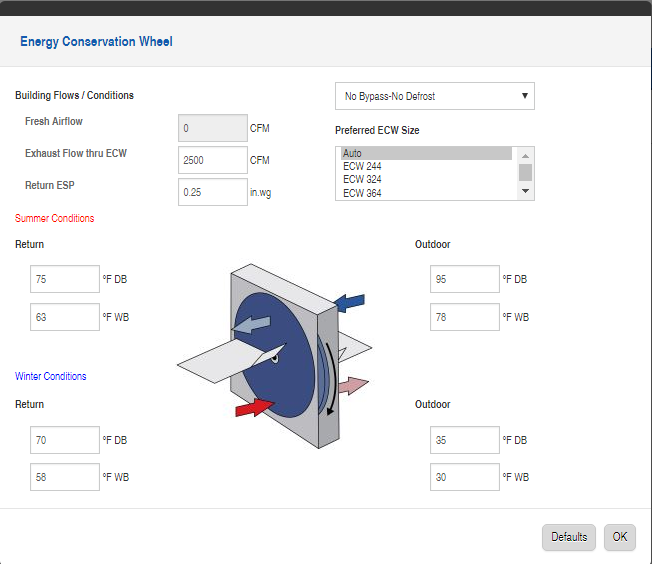 Energy Conservation Wheel
Building Flows / Conditions
No Bypass-No Defrost
Fresh Airflow
0
CFM
Preferred ECW Size
Exhaust Flow thru ECW
2500
CFM
Auto
ECW 244
ECW 324
ECW 364
Return ESP
0.25
in.wg
Summer Conditions
Return
Outdoor
75
°F DB
95
°F DB
63
°F WB
78
°F WB
Winter Conditions
Return
Outdoor
70
°F DB
35
°F DB
58
°F WB
30
°F WB
Defaults
OK